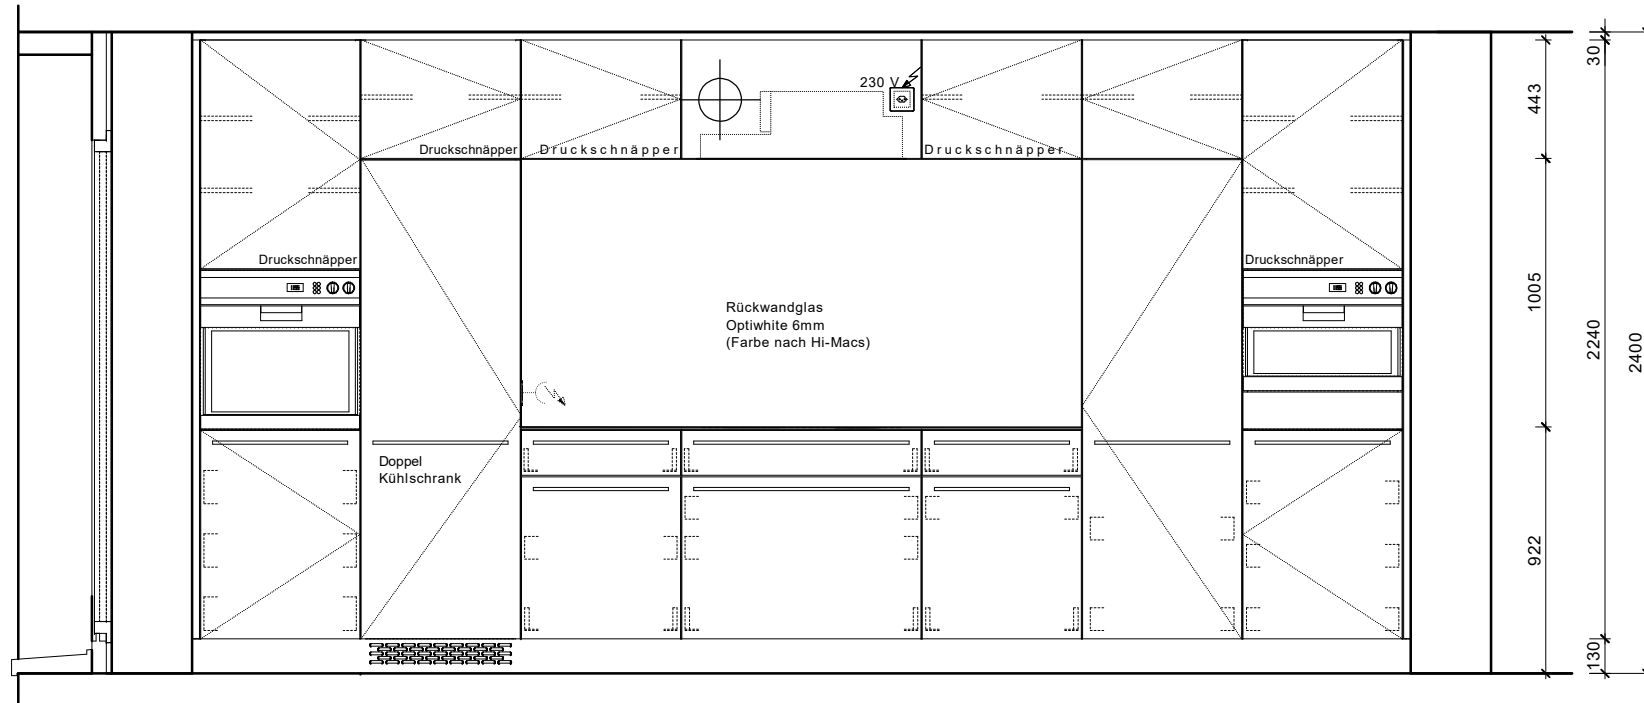 230 V
Druckschnäpper
Druckschnäpper
Druckschnäpper
Druckschnäpper
Druckschnäpper
Rückwandglas
Optiwhite 6mm
(Farbe nach Hi-Macs)
Doppel
Kühlschrank
30
443
1005
2240
2400
922
130